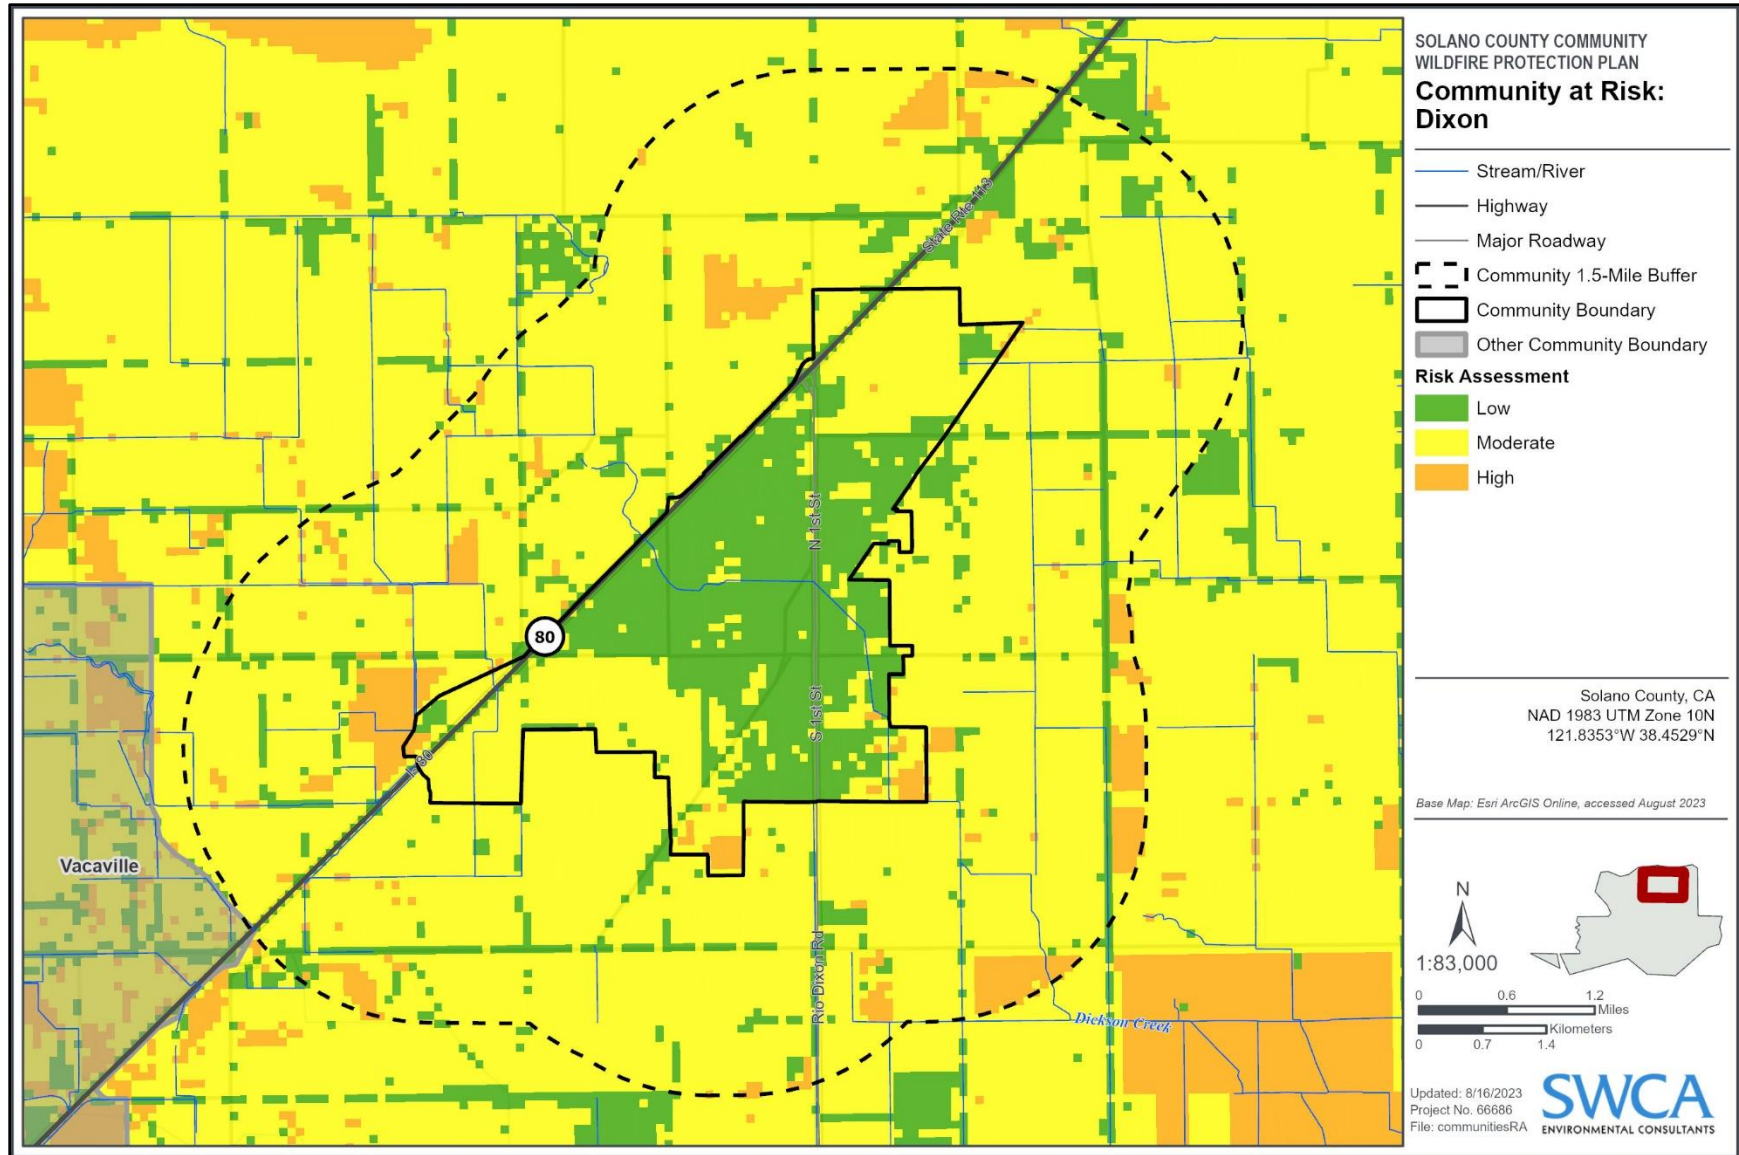 State Rte 113
N 1st St
80
S 1st St
I- 80
Vacaville
Rio Dixon Rd
Dickson Creek
SOLANO COUNTY COMMUNITY
WILDFIRE PROTECTION PLAN
Community at Risk:
Dixon
Stream/River
Highway
Major Roadway
Community 1.5-Mile Buffer
Community Boundary
Other Community Boundary
Risk Assessment
Low
Moderate
High
Solano County, CA
NAD 1983 UTM Zone 10N
121.8353°W 38.4529°N
Base Map: Esri ArcGIS Online, accessed August 2023
N
1:83,000
0 0.6 1.2
Miles
Kilometers
0 0.7 1.4
Updated: 8/16/2023
Project No. 66686
File: communitiesRA
SWCA
ENVIRONMENTAL CONSULTANTS